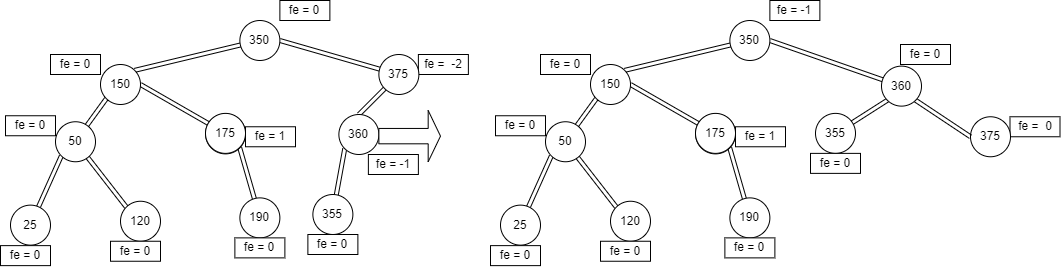 fe = 0
350
fe = 0
150
375
fe =  -2
fe = 0
50
175
fe = 1
360
fe = -1
25
fe = 0
120
fe = 0
190
fe = 0
355
fe = 0
fe = -1
350
fe = 0
150
fe = 0
360
fe = 0
50
175
fe = 1
355
fe = 0
375
fe =  0
25
fe = 0
120
fe = 0
190
fe = 0